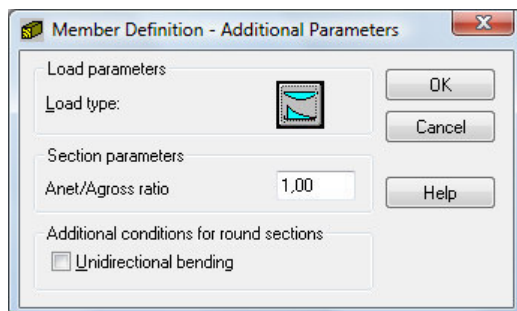 Member Definition - Additional Parameters
Load parameters
Load type:
OK
Cancel
Section parameters
Anet/Agross ratio
1,00
Help
Additional conditions for round sections
Unidirectional bending